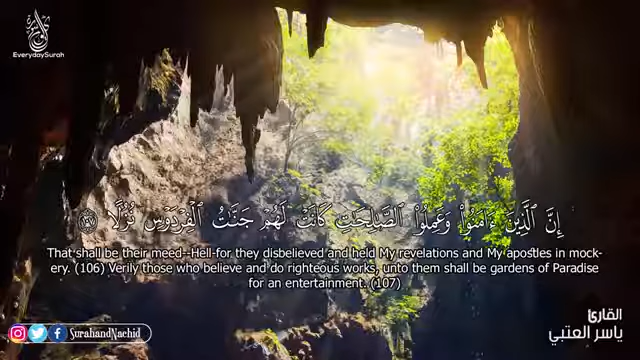 EverydaySurah
إِنَّ ٱلَّذِينَ ءَامَنُوا۟ وَعَمِلُوا۟ ٱلصَّـٰلِحَـٰتِ كَانَتْ لَهُمْ جَنَّـٰتُ ٱلْفِرْدَوْسِ نُزُلًا ١٠٧
That shall be their meed--Hell-for they disbelieved and held My revelations and My apostles in mock-
ery. (106) Verily those who believe and do righteous works, unto them shall be gardens of Paradise
for an entertainment. (107)
القارئ
ياسر العتبي
SurahandNachid